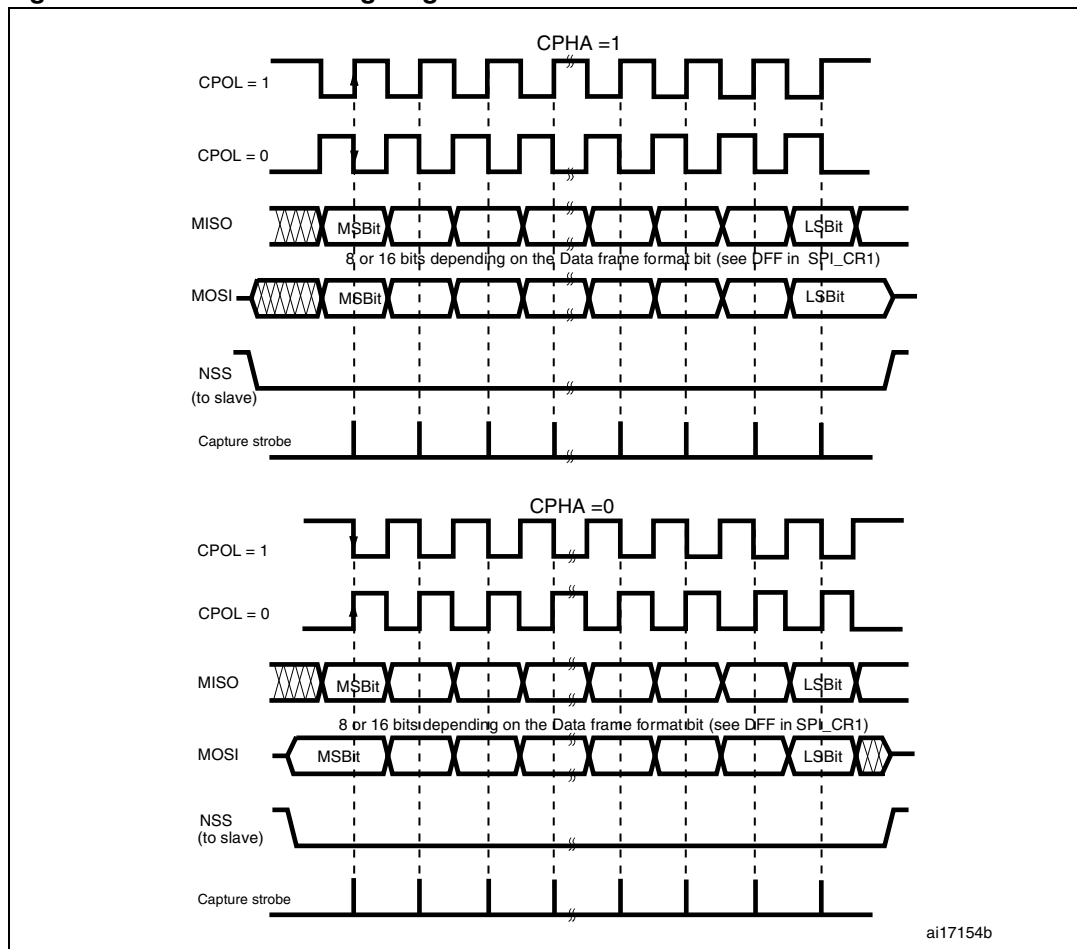 CPHA =1
CPOL = 1
CPOL = 0
MISO
MSBit
LSBit
8 or 16 bits depending on the Data frame format bit (see DFF in SPI_CR1)
MOSI
MSBit
LSBit
NSS
(to slave)
Capture strobe
CPHA =0
CPOL = 1
CPOL = 0
MISO
MSBit
LSBit
8 or 16 bits depending on the Data frame format bit (see DFF in SPI_CR1)
MOSI
MSBit
LSBit
NSS
(to slave)
Capture strobe
ai17154b